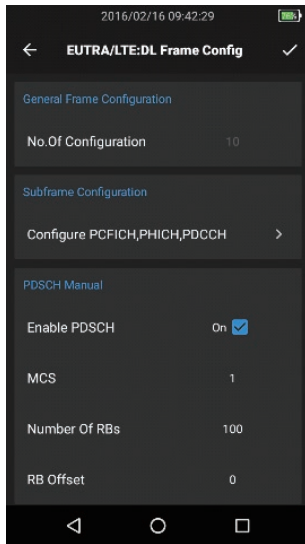 2016/02/16 09:42:29
EUTRA/LTE:DL Frame Config
General Frame Configuration
No.Of Configuration 10
Subframe Configuration
Configure PCFICH,PHICH,PDCCH
PDSCH Manual
Enable PDSCH On
MCS 1
Number Of RBs 100
RB Offset 0